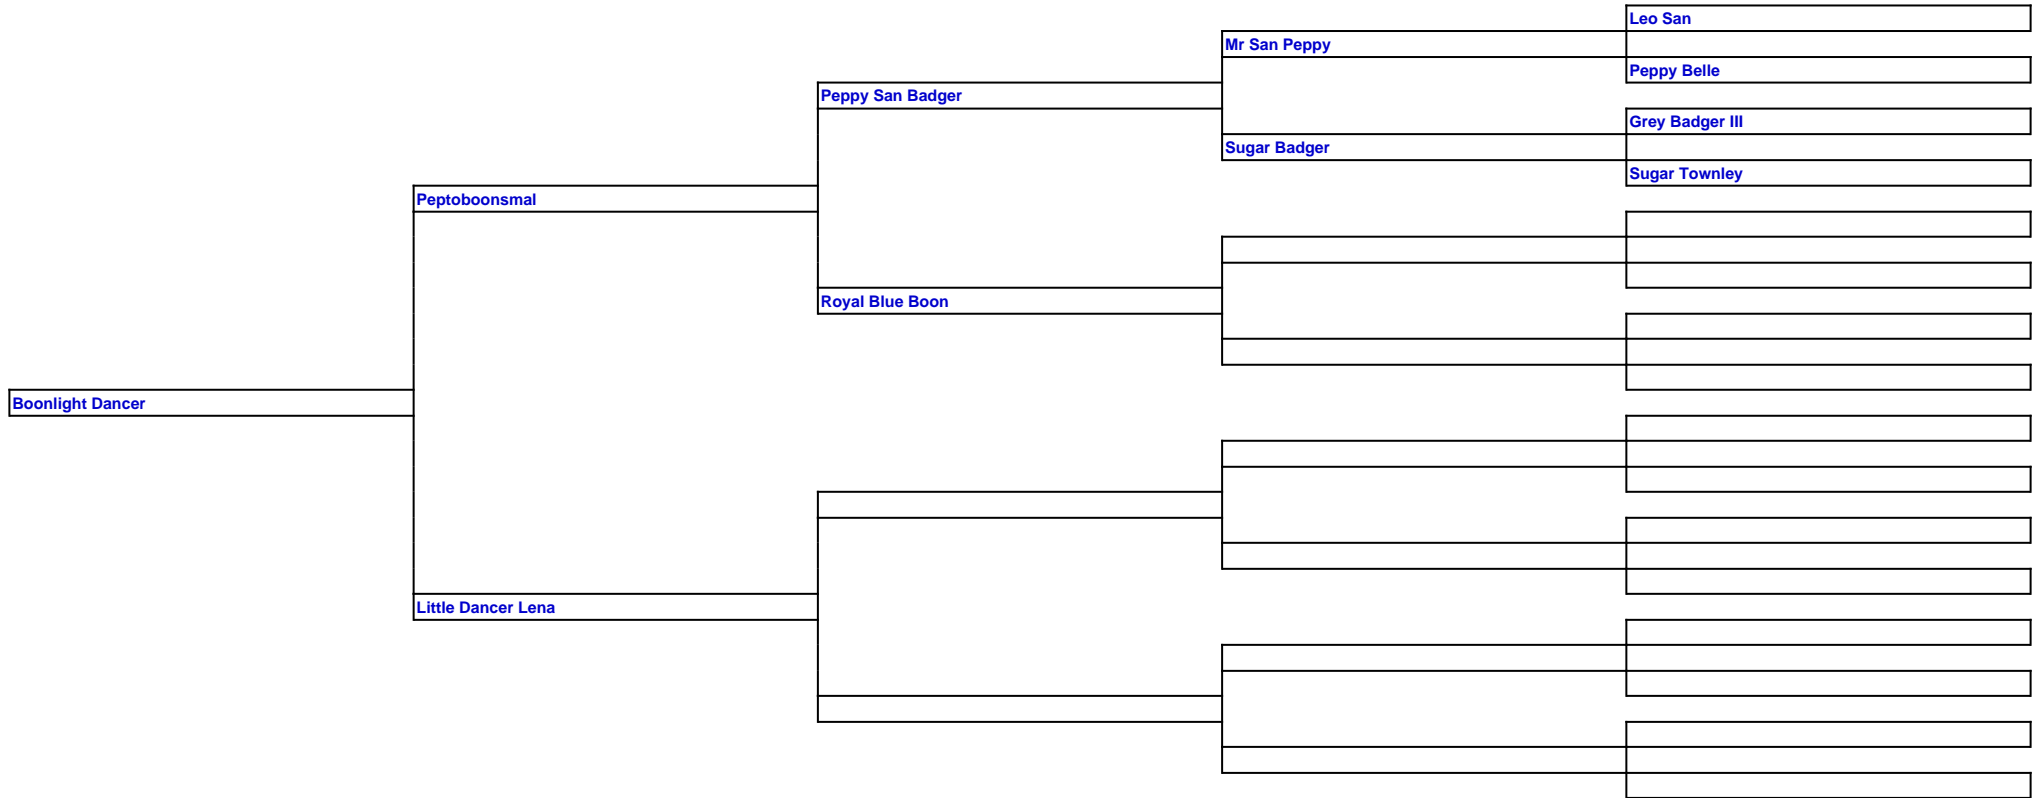 Leo San
Mr San Peppy
Peppy Belle
Peppy San Badger
Grey Badger III
Sugar Badger
Sugar Townley
Peptoboonsmal
Royal Blue Boon
Boonlight Dancer
Little Dancer Lena